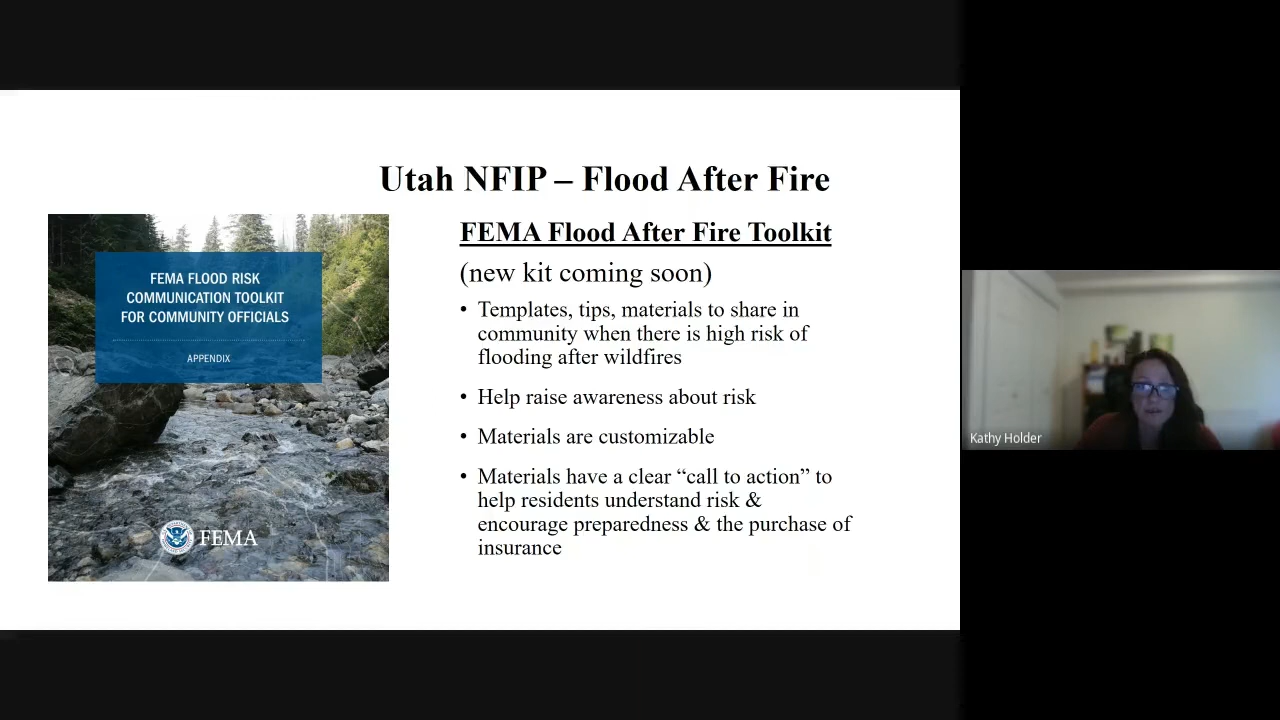 Utah NFIP – Flood After Fire
FEMA FLOOD RISK
COMMUNICATION TOOLKIT
FOR COMMUNITY OFFICIALS
APPENDIX
FEMA
FEMA Flood After Fire Toolkit
(new kit coming soon)
• Templates, tips, materials to share in
community when there is high risk of
flooding after wildfires
• Help raise awareness about risk
• Materials are customizable
• Materials have a clear “call to action” to
help residents understand risk &
encourage preparedness & the purchase of
insurance
Kathy Holder